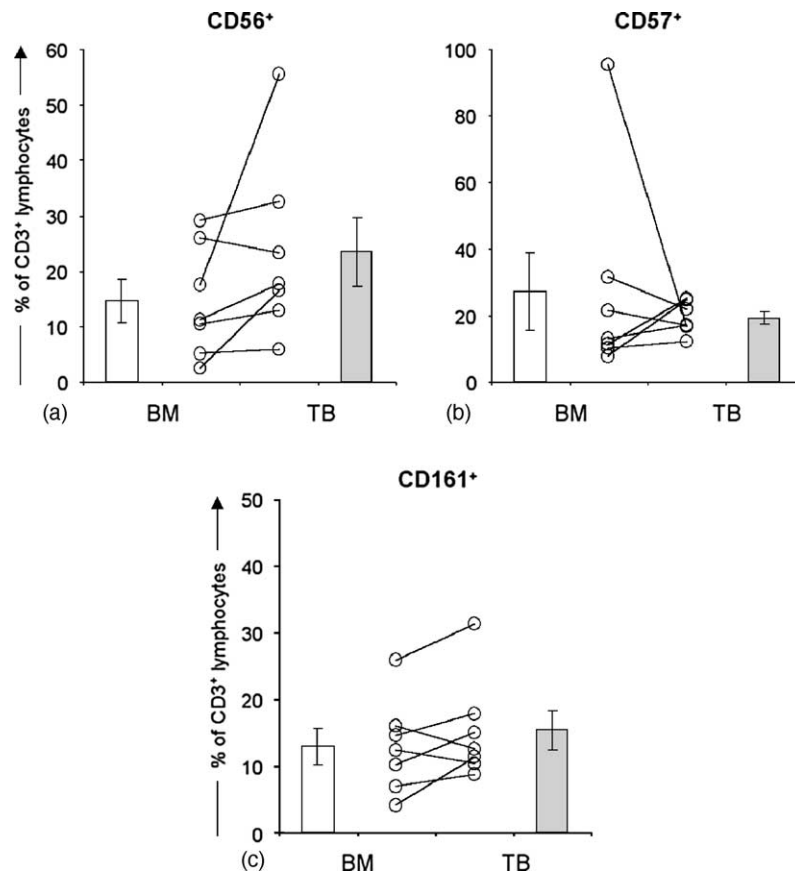 CD56+
% of CD3+ lymphocytes
60
50
40
30
20
10
0
(a)
BM
TB
CD57+
100
80
60
40
20
0
(b)
BM
TB
CD161+
% of CD3+ lymphocytes
50
40
30
20
10
0
(c)
BM
TB